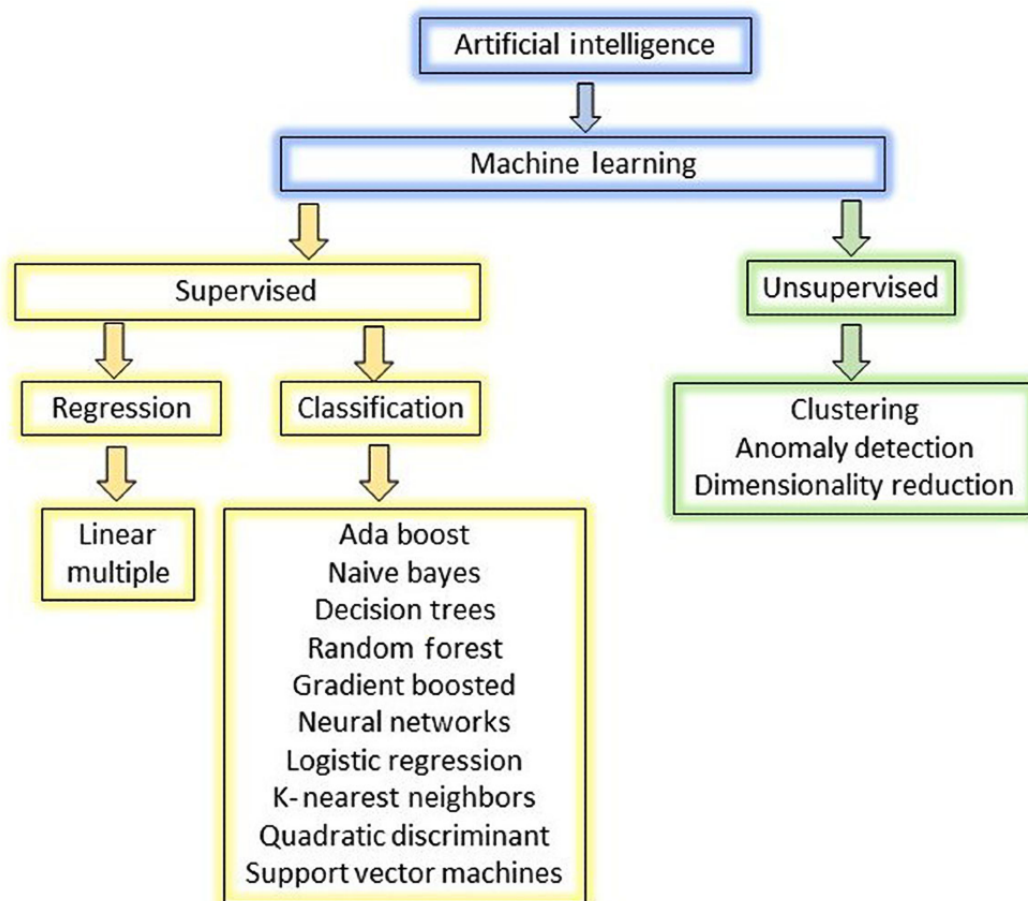 Artificial intelligence
Machine learning
Supervised
Unsupervised
Regression
Classification
Clustering
Anomaly detection
Dimensionality reduction
Linear
multiple
Ada boost
Naive bayes
Decision trees
Random forest
Gradient boosted
Neural networks
Logistic regression
K-nearest neighbors
Quadratic discriminant
Support vector machines